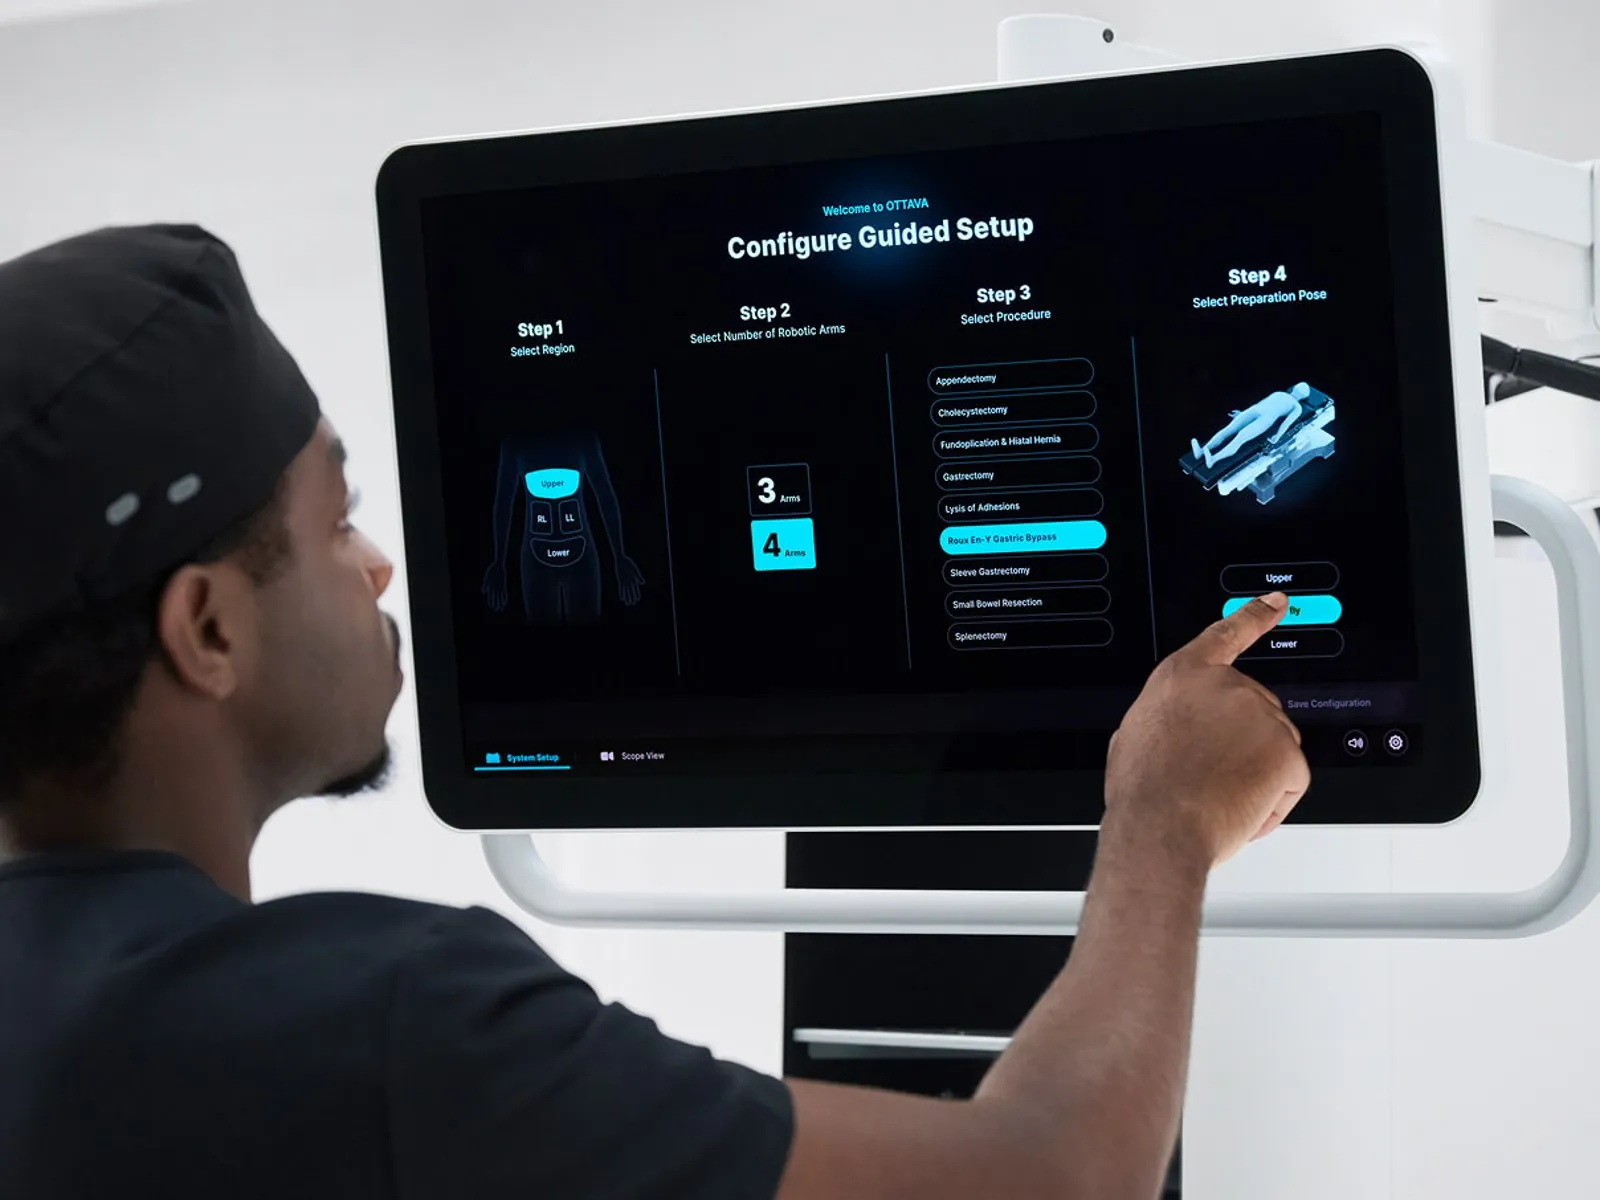 Welcome to OTTAVA
Configure Guided Setup
Step 1
Select Region
Upper
RL
LL
Lower
Step 2
Select Number of Robotic Arms
3 Arms
4 Arms
Step 3
Select Procedure
Appendectomy
Cholecystectomy
Fundoplication & Hiatal Hernia
Gastrectomy
Lysis of Adhesions
Roux En-Y Gastric Bypass
Sleeve Gastrectomy
Small Bowel Resection
Splenectomy
Step 4
Select Preparation Pose
Upper
Lower
Save Configuration
System Setup
Scope View